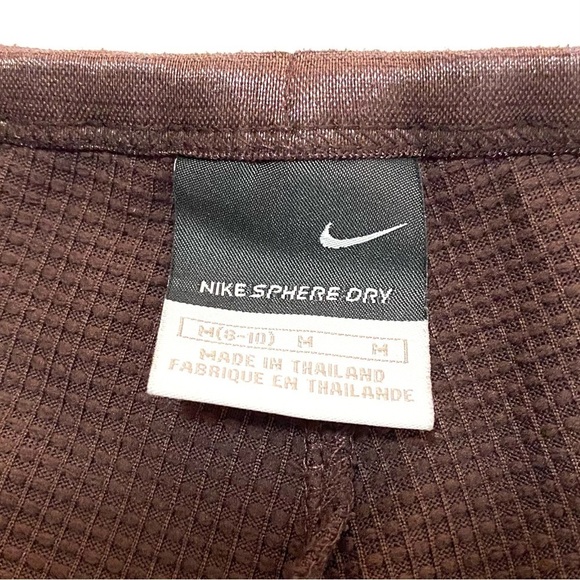 NIKE SPHERE DRY
M(8-10) M M
MADE IN THAILAND
FABRIQUE EN THAILANDE